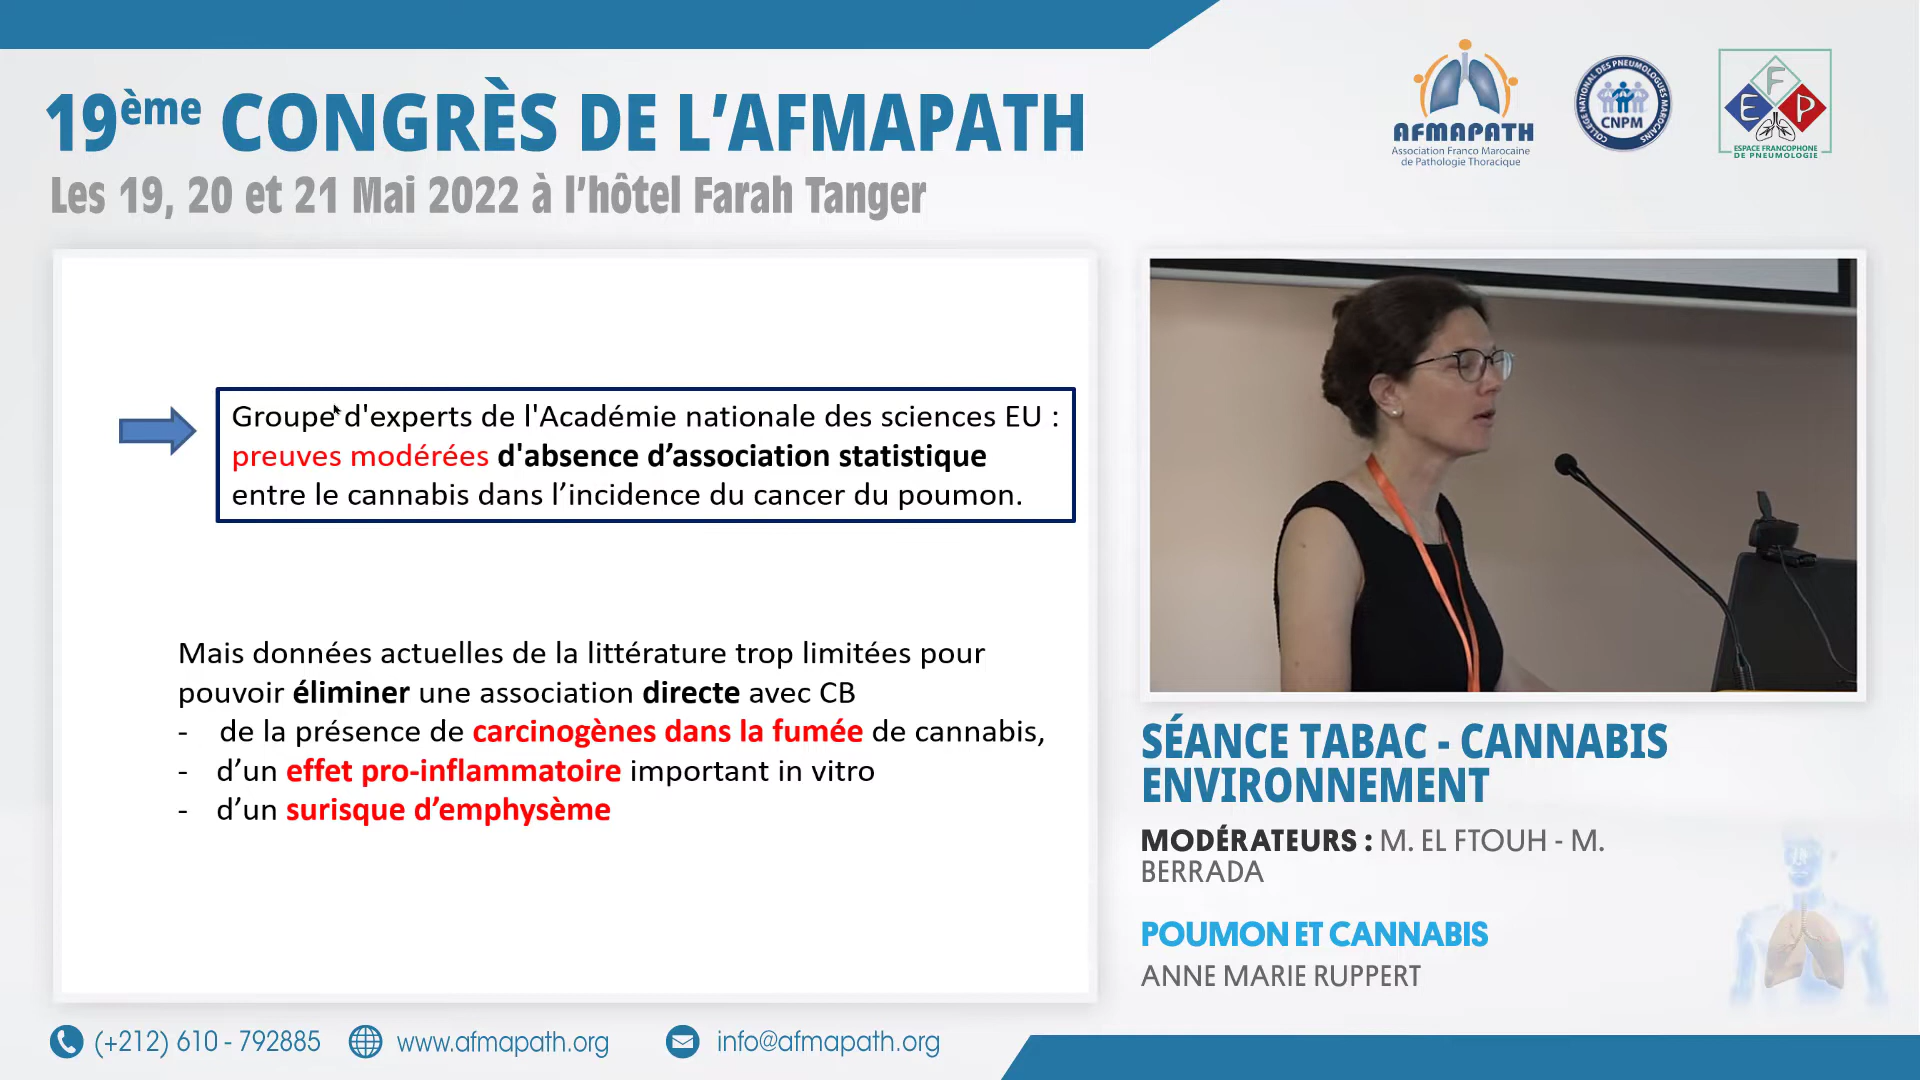 19ème CONGRÈS DE L’AFMAPATH
Les 19, 20 et 21 Mai 2022 à l’hôtel Farah Tanger
AFMAPATH
Association Franco Marocaine
de Pathologie Thoracique
COLLÈGE NATIONAL DES PNEUMOLOGUES MAROCAINS
CNPM
E F P
ESPACE FRANCOPHONE
DE PNEUMOLOGIE
Groupe d'experts de l'Académie nationale des sciences EU :
preuves modérées d'absence d’association statistique
entre le cannabis dans l’incidence du cancer du poumon.
Mais données actuelles de la littérature trop limitées pour
pouvoir éliminer une association directe avec CB
- de la présence de carcinogènes dans la fumée de cannabis,
- d’un effet pro-inflammatoire important in vitro
- d’un surisque d’emphysème
SÉANCE TABAC - CANNABIS
ENVIRONNEMENT
MODÉRATEURS : M. EL FTOUH - M.
BERRADA
POUMON ET CANNABIS
ANNE MARIE RUPPERT
(+212) 610 - 792885
www.afmapath.org
info@afmapath.org